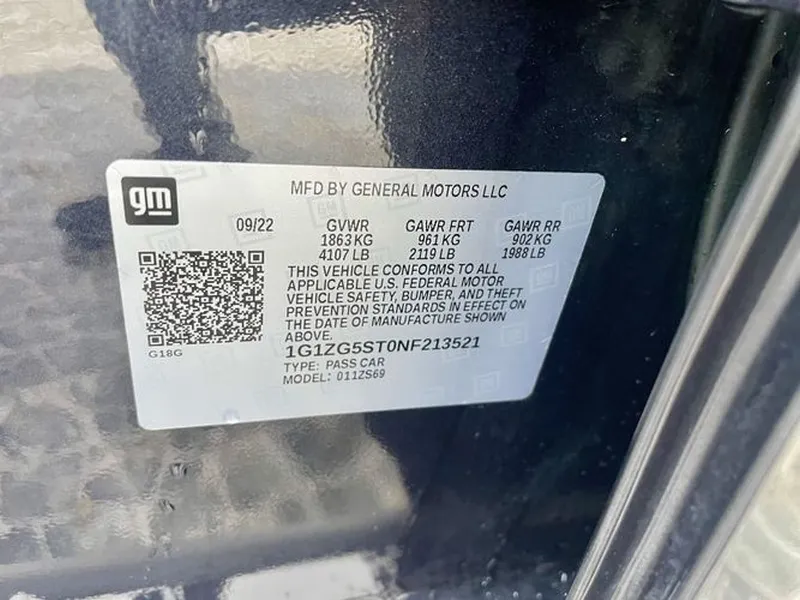 gm
MFD BY GENERAL MOTORS LLC
09/22 GVWR GAWR FRT GAWR RR
1863 KG 961 KG 902 KG
4107 LB 2119 LB 1988 LB
THIS VEHICLE CONFORMS TO ALL
APPLICABLE U.S. FEDERAL MOTOR
VEHICLE SAFETY, BUMPER, AND THEFT
PREVENTION STANDARDS IN EFFECT ON
THE DATE OF MANUFACTURE SHOWN
ABOVE.
G18G
1G1ZG5ST0NF213521
TYPE: PASS CAR
MODEL: 011ZS69